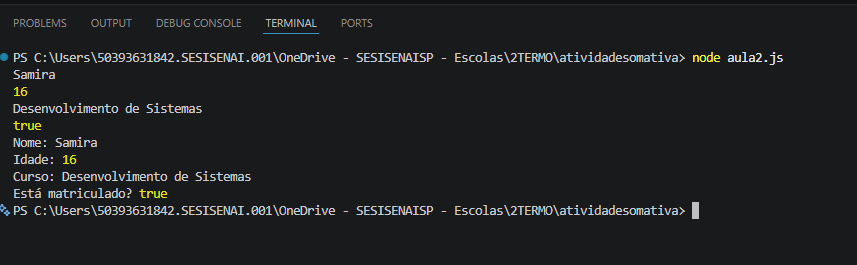 PROBLEMS OUTPUT DEBUG CONSOLE TERMINAL PORTS
PS C:\Users\50393631842.SESISENAI.001\OneDrive - SESISENAISP - Escolas\2TERMO\atividadesomativa> node aula2.js
Samira
16
Desenvolvimento de Sistemas
true
Nome: Samira
Idade: 16
Curso: Desenvolvimento de Sistemas
Está matriculado? true
PS C:\Users\50393631842.SESISENAI.001\OneDrive - SESISENAISP - Escolas\2TERMO\atividadesomativa>